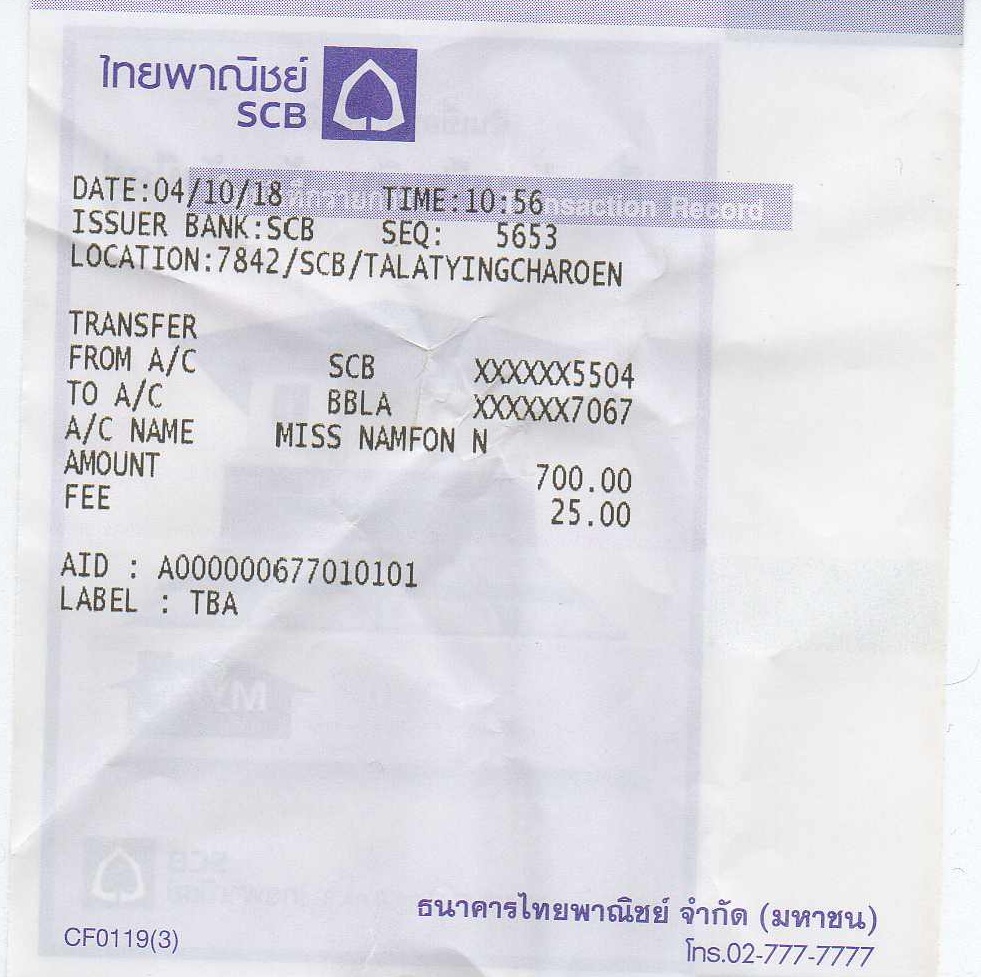 ไทยพาณิชย์
SCB
Transaction Record
DATE:04/10/18 TIME:10:56
ISSUER BANK:SCB SEQ: 5653
LOCATION:7842/SCB/TALATYINGCHAROEN
TRANSFER
FROM A/C SCB XXXXXX5504
TO A/C BBLA XXXXXX7067
A/C NAME MISS NAMFON N
AMOUNT 700.00
FEE 25.00
AID : A000000677010101
LABEL : TBA
ธนาคารไทยพาณิชย์ จำกัด (มหาชน)
CF0119(3) โทร.02-777-7777